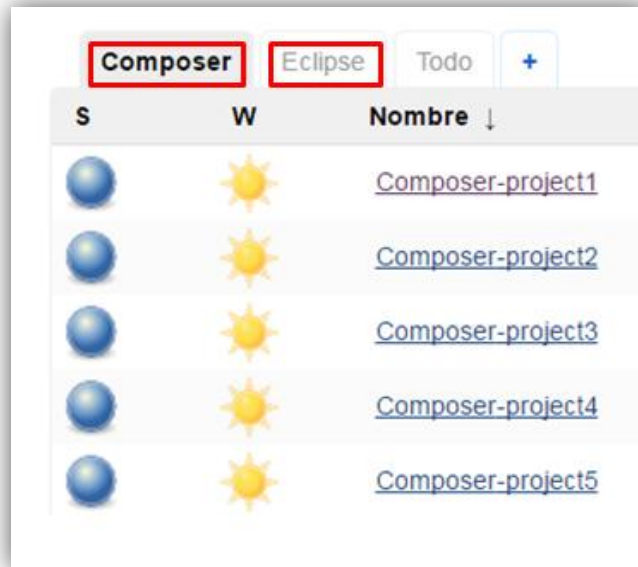 Composer Eclipse Todo +
S W Nombre ↓
Composer-project1
Composer-project2
Composer-project3
Composer-project4
Composer-project5